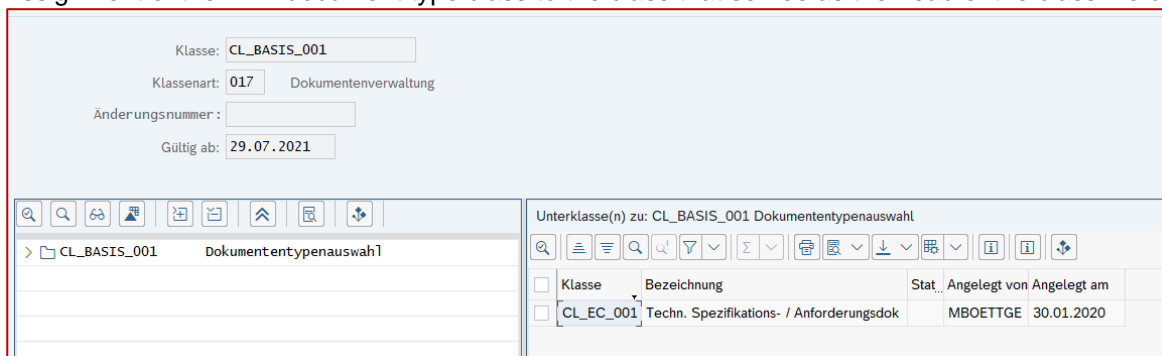 Klasse: CL_BASIS_001
Klassenart: 017 Dokumentenverwaltung
Änderungsnummer:
Gültig ab: 29.07.2021
Unterklasse(n) zu: CL_BASIS_001 Dokumententypenauswahl
> CL_BASIS_001 Dokumententypenauswahl
Klasse Bezeichnung Stat.. Angelegt von Angelegt am
CL_EC_001 Techn. Spezifikations- / Anforderungsdok MBOETTGE 30.01.2020